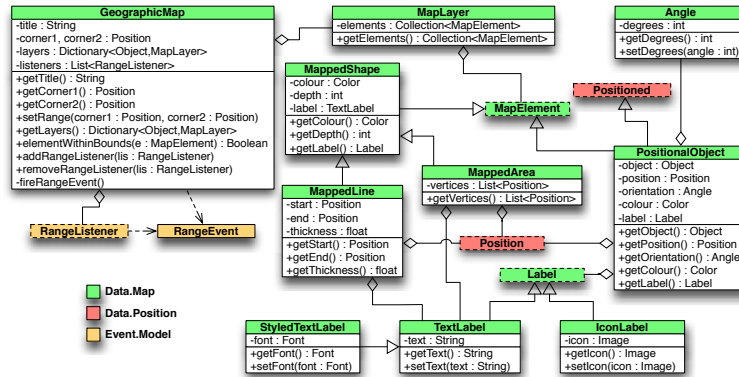 GeographicMap
-title : String
-corner1, corner2 : Position
-layers : Dictionary<Object,MapLayer>
-listeners : List<RangeListener>
+getTitle() : String
+getCorner1() : Position
+getCorner2() : Position
+setRange(corner1 : Position, corner2 : Position)
+getLayers() : Dictionary<Object,MapLayer>
+elementWithinBounds(e : MapElement) : Boolean
+addRangeListener(lis : RangeListener)
+removeRangeListener(lis : RangeListener)
-fireRangeEvent()
MapLayer
-elements : Collection<MapElement>
+getElements() : Collection<MapElement>
Angle
-degrees : int
+getDegrees() : int
+setDegrees(angle : int)
MappedShape
-colour : Color
-depth : int
-label : TextLabel
+getColour() : Color
+getDepth() : int
+getLabel() : Label
Positioned
MapElement
PositionalObject
-object : Object
-position : Position
-orientation : Angle
-colour : Color
-label : Label
+getObject() : Object
+getPosition() : Position
+getOrientation() : Angle
+getColour() : Color
+getLabel() : Label
MappedArea
-vertices : List<Position>
+getVertices() : List<Position>
MappedLine
-start : Position
-end : Position
-thickness : float
+getStart() : Position
+getEnd() : Position
+getThickness() : float
RangeListener
RangeEvent
Position
Label
Data.Map
Data.Position
Event.Model
StyledTextLabel
-font : Font
+getFont() : Font
+setFont(font : Font)
TextLabel
-text : String
+getText() : String
+setText(text : String)
IconLabel
-icon : Image
+getIcon() : Image
+setIcon(icon : Image)